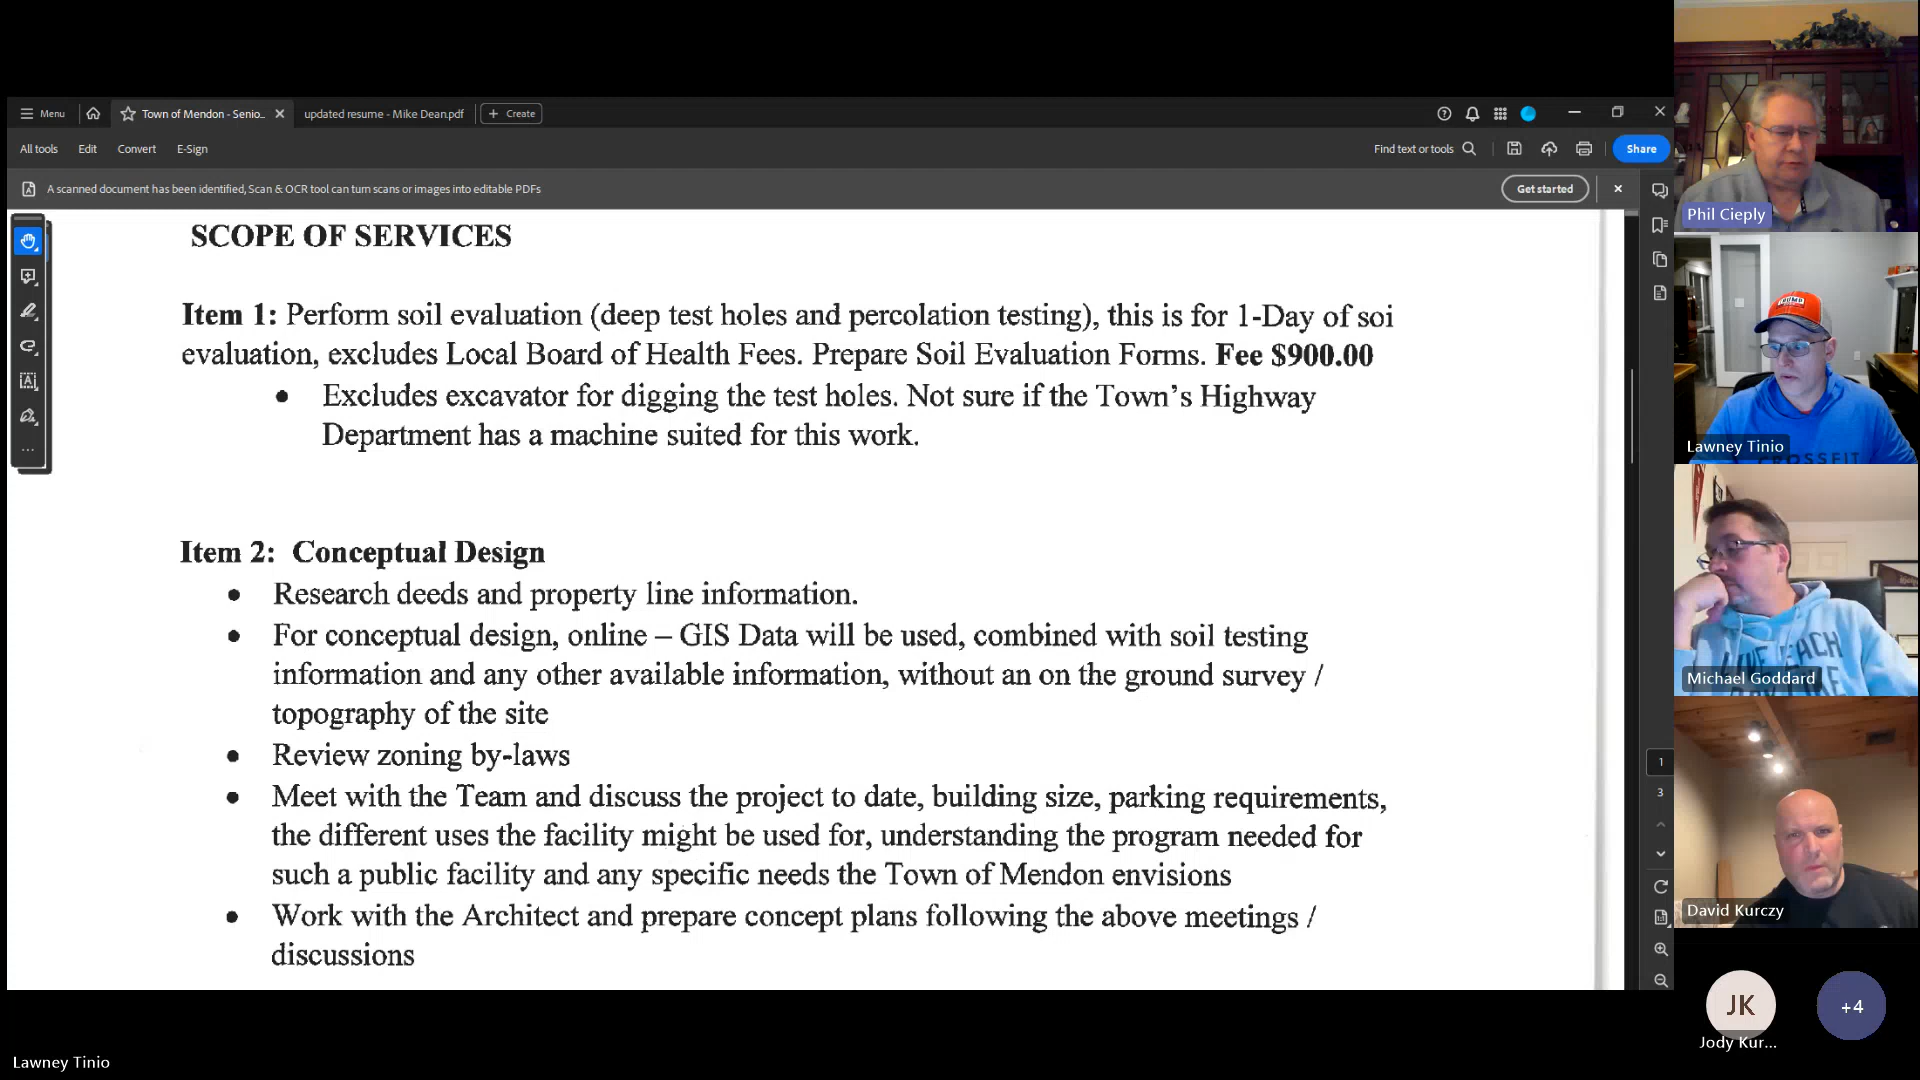 Menu
Town of Mendon - Senio...
updated resume - Mike Dean.pdf
Create
All tools
Edit
Convert
E-Sign
Find text or tools
Share
A scanned document has been identified, Scan & OCR tool can turn scans or images into editable PDFs
Get started
SCOPE OF SERVICES
Item 1: Perform soil evaluation (deep test holes and percolation testing), this is for 1-Day of soi
evaluation, excludes Local Board of Health Fees. Prepare Soil Evaluation Forms. Fee $900.00
• Excludes excavator for digging the test holes. Not sure if the Town's Highway
Department has a machine suited for this work.
Item 2: Conceptual Design
• Research deeds and property line information.
• For conceptual design, online – GIS Data will be used, combined with soil testing
information and any other available information, without an on the ground survey /
topography of the site
• Review zoning by-laws
• Meet with the Team and discuss the project to date, building size, parking requirements,
the different uses the facility might be used for, understanding the program needed for
such a public facility and any specific needs the Town of Mendon envisions
• Work with the Architect and prepare concept plans following the above meetings /
discussions
1
3
Phil Cieply
TRUMP
CROSSFIT
Lawney Tinio
Michael Goddard
David Kurczy
JK
+4
Jody Kur...
Lawney Tinio